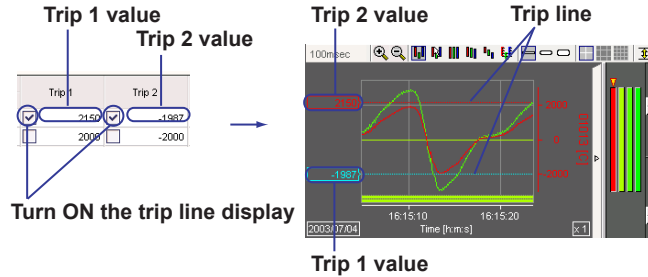 Trip 1 value
Trip 2 value
Trip 1
Trip 2
2150
-1987
2000
-2000
Turn ON the trip line display
Trip 2 value
Trip line
100msec
2150
2000
0
-1987
-2000
16:15:10
16:15:20
2003/07/04
Time [h:m:s]
x 1
Trip 1 value